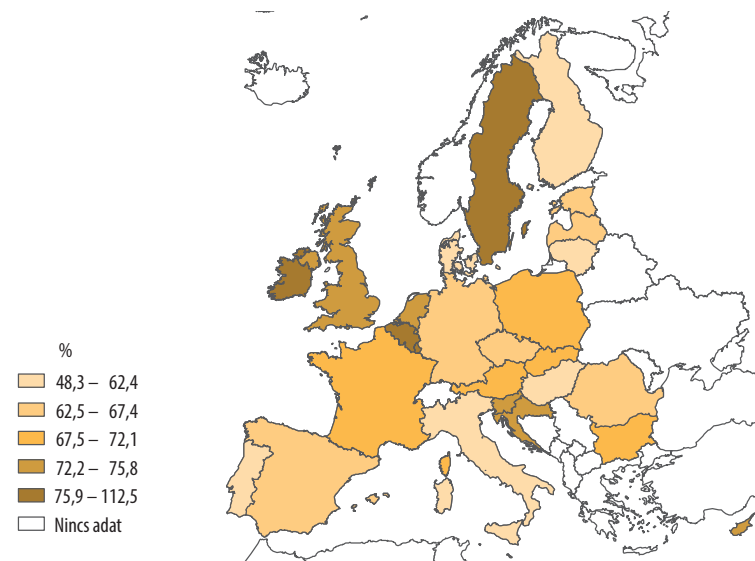 %
48,3 – 62,4
62,5 – 67,4
67,5 – 72,1
72,2 – 75,8
75,9 – 112,5
Nincs adat